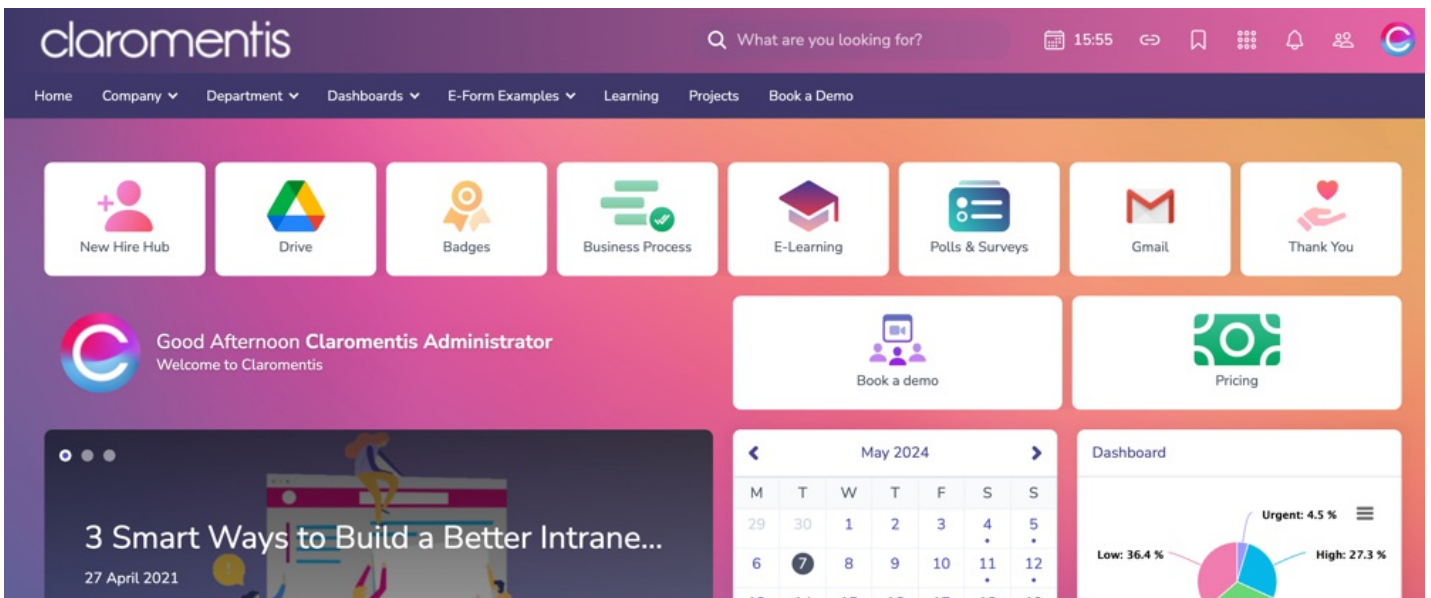 claromentis
What are you looking for?
15:55
Home Company Department Dashboards E-Form Examples Learning Projects Book a Demo
New Hire Hub Drive Badges Business Process E-Learning Polls & Surveys Gmail Thank You
Good Afternoon Claromentis Administrator
Welcome to Claromentis
Book a demo Pricing
3 Smart Ways to Build a Better Intrane...
27 April 2021
May 2024
M T W T F S S
29 30 1 2 3 4 5
6 7 8 9 10 11 12
Dashboard
Urgent: 4.5 %
Low: 36.4 % High: 27.3 %